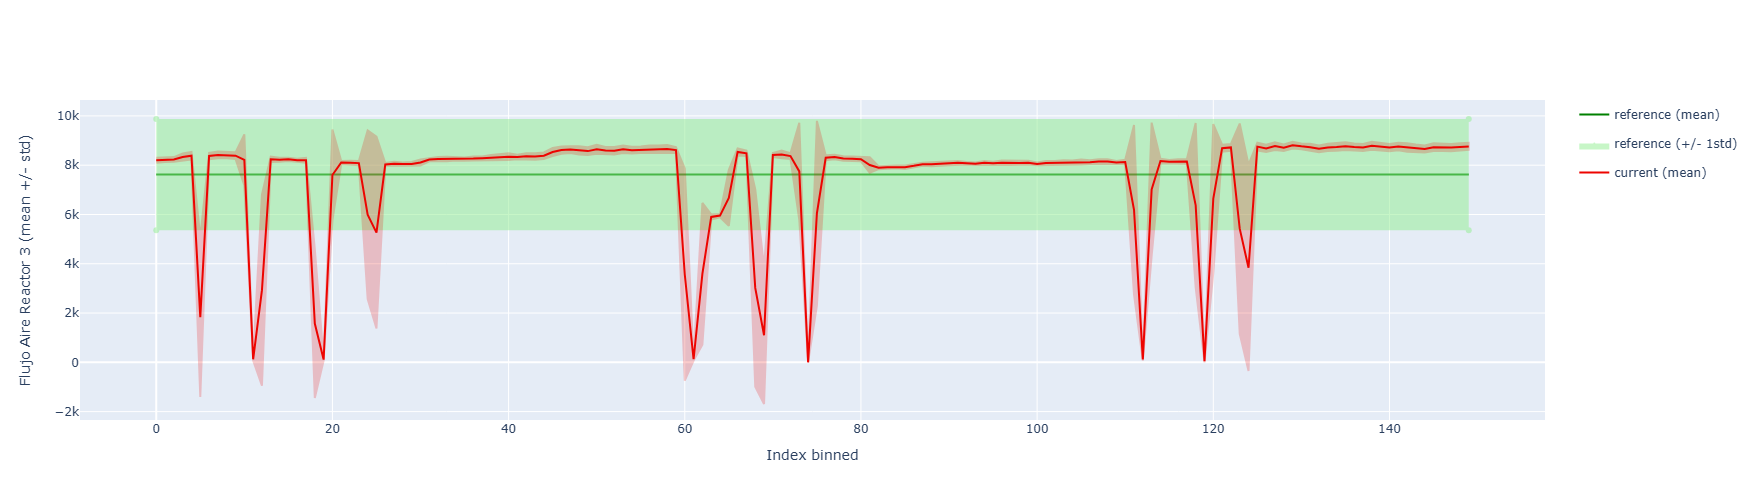 Flujo Aire Reactor 3 (mean +/- std)
10k
8k
6k
4k
2k
0
−2k
0 20 40 60 80 100 120 140
Index binned
reference (mean)
reference (+/- 1std)
current (mean)